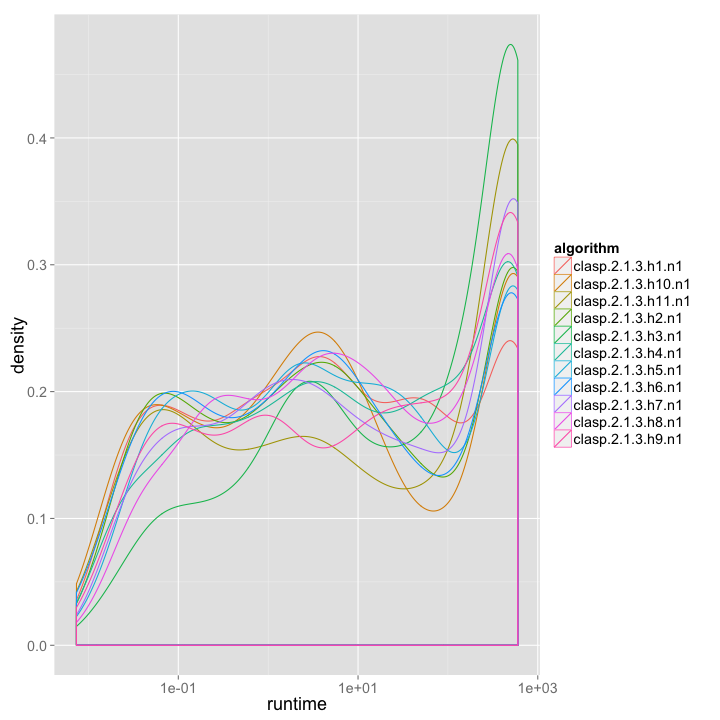 density
0.4
0.3
0.2
0.1
0.0
1e-01
1e+01
1e+03
runtime
algorithm
clasp.2.1.3.h1.n1
clasp.2.1.3.h10.n1
clasp.2.1.3.h11.n1
clasp.2.1.3.h2.n1
clasp.2.1.3.h3.n1
clasp.2.1.3.h4.n1
clasp.2.1.3.h5.n1
clasp.2.1.3.h6.n1
clasp.2.1.3.h7.n1
clasp.2.1.3.h8.n1
clasp.2.1.3.h9.n1